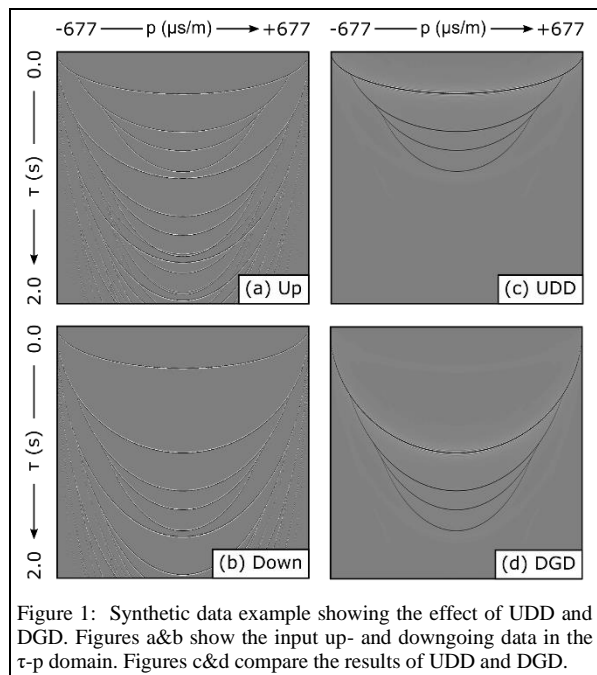 -677 —— p (µs/m) ——► +677
-677 —— p (µs/m) ——► +677
0.0
τ (s)
2.0
(a) Up
(c) UDD
0.0
τ (s)
2.0
(b) Down
(d) DGD
Figure 1: Synthetic data example showing the effect of UDD and
DGD. Figures a&b show the input up- and downgoing data in the
τ-p domain. Figures c&d compare the results of UDD and DGD.